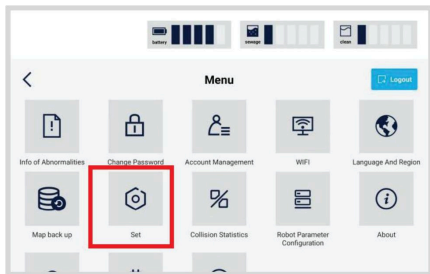 battery sewage clean
Menu Logout
Info of Abnormalities Change Password Account Management WIFI Language And Region
Map back up Set Collision Statistics Robot Parameter About
Configuration